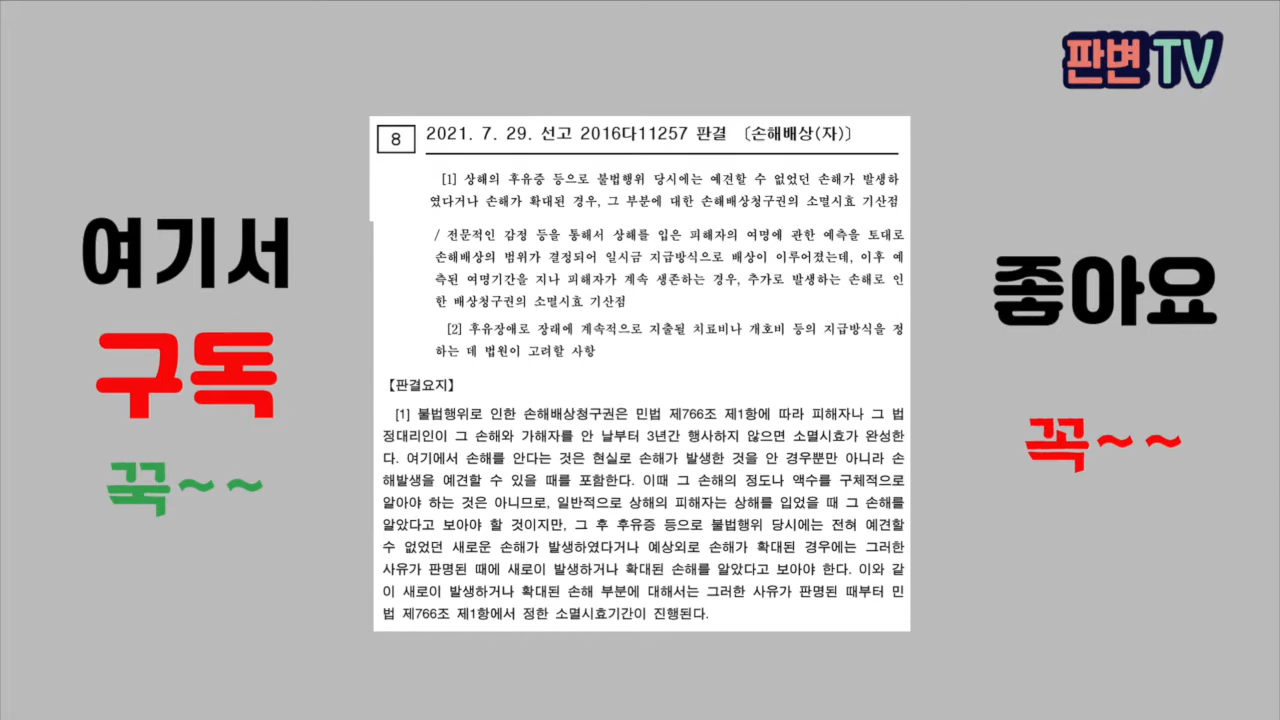 판변TV
여기서
구독
꾹~~
8
2021. 7. 29. 선고 2016다11257 판결 〔손해배상(자)〕
[1] 상해의 후유증 등으로 불법행위 당시에는 예견할 수 없었던 손해가 발생하
였다거나 손해가 확대된 경우, 그 부분에 대한 손해배상청구권의 소멸시효 기산점
/ 전문적인 감정 등을 통해서 상해를 입은 피해자의 여명에 관한 예측을 토대로
손해배상의 범위가 결정되어 일시금 지급방식으로 배상이 이루어졌는데, 이후 예
측된 여명기간을 지나 피해자가 계속 생존하는 경우, 추가로 발생하는 손해로 인
한 배상청구권의 소멸시효 기산점
[2] 후유장애로 장래에 계속적으로 지출될 치료비나 개호비 등의 지급방식을 정
하는 데 법원이 고려할 사항
【판결요지】
[1] 불법행위로 인한 손해배상청구권은 민법 제766조 제1항에 따라 피해자나 그 법
정대리인이 그 손해와 가해자를 안 날부터 3년간 행사하지 않으면 소멸시효가 완성한
다. 여기에서 손해를 안다는 것은 현실로 손해가 발생한 것을 안 경우뿐만 아니라 손
해발생을 예견할 수 있을 때를 포함한다. 이때 그 손해의 정도나 액수를 구체적으로
알아야 하는 것은 아니므로, 일반적으로 상해의 피해자는 상해를 입었을 때 그 손해를
알았다고 보아야 할 것이지만, 그 후 후유증 등으로 불법행위 당시에는 전혀 예견할
수 없었던 새로운 손해가 발생하였다거나 예상외로 손해가 확대된 경우에는 그러한
사유가 판명된 때에 새로이 발생하거나 확대된 손해를 알았다고 보아야 한다. 이와 같
이 새로이 발생하거나 확대된 손해 부분에 대해서는 그러한 사유가 판명된 때부터 민
법 제766조 제1항에서 정한 소멸시효기간이 진행된다.
좋아요
꼭~~